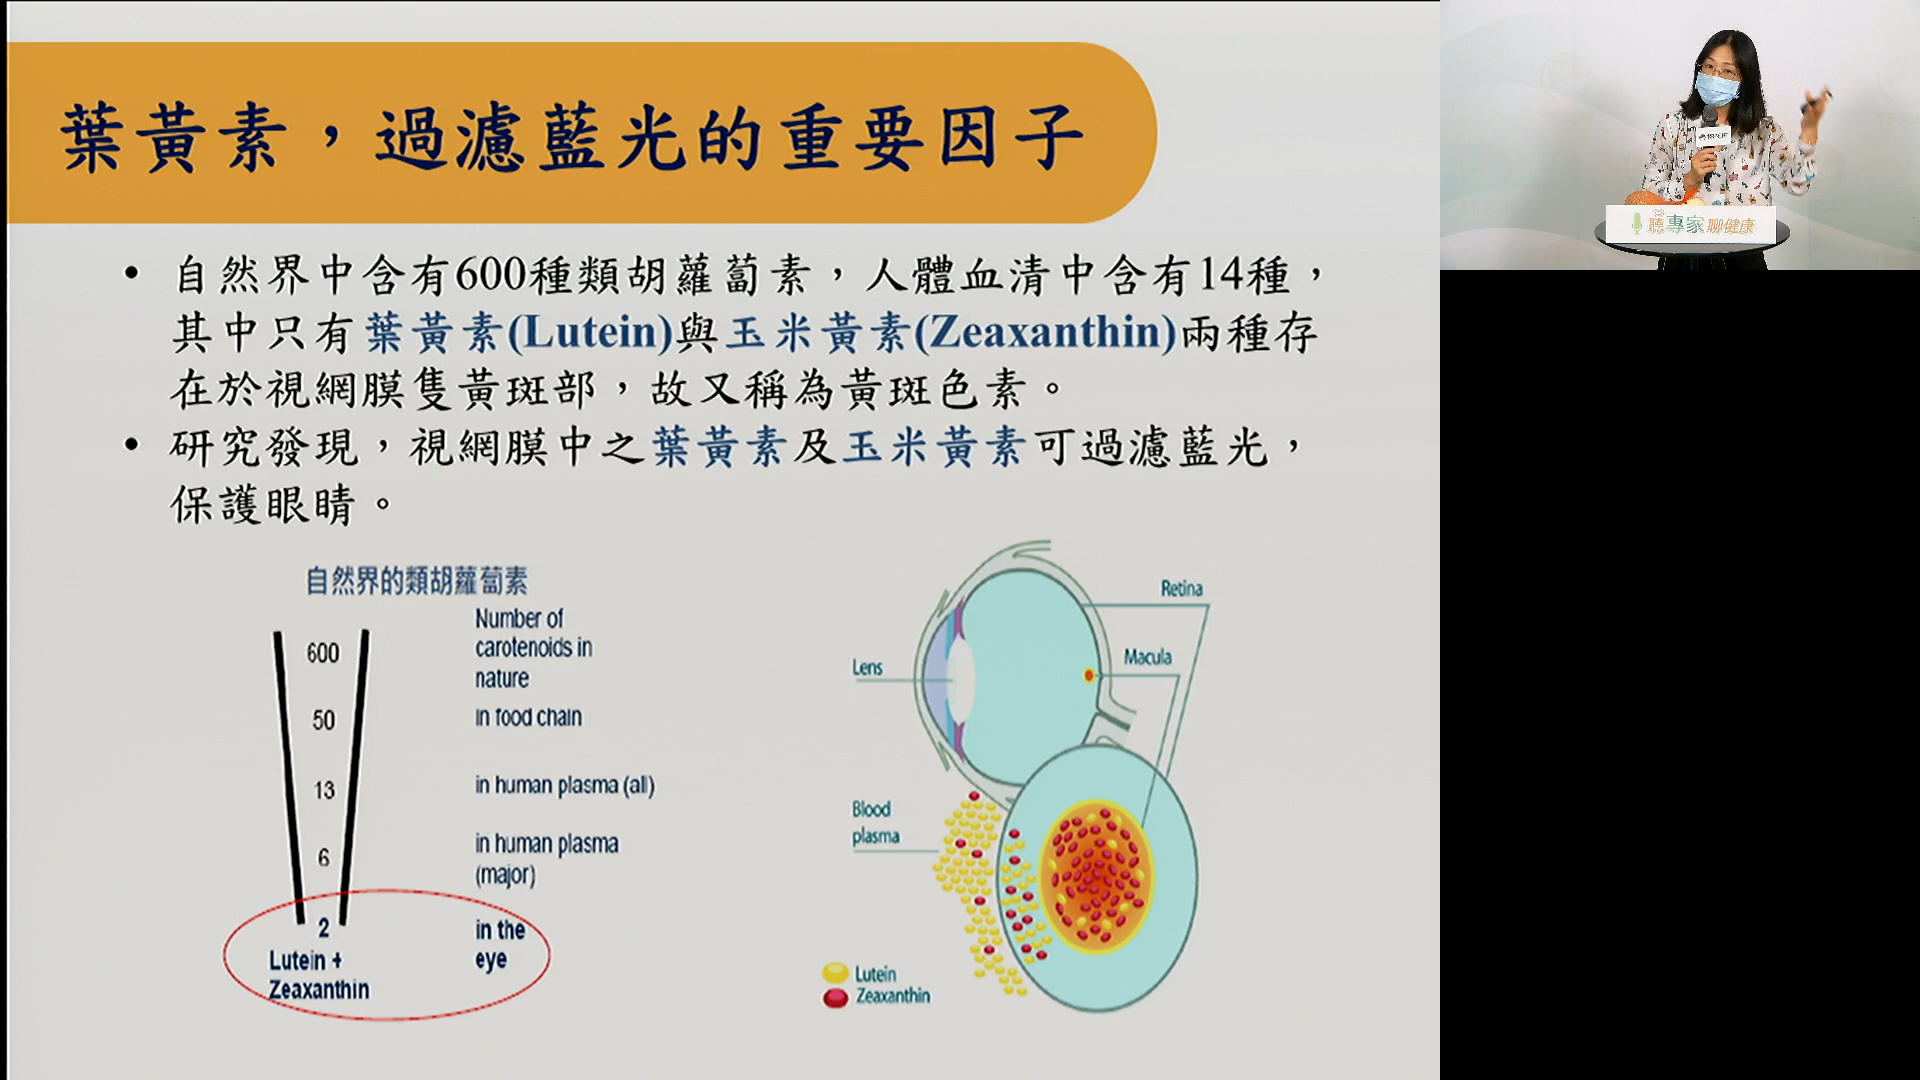 葉黃素，過濾藍光的重要因子
• 自然界中含有600種類胡蘿蔔素，人體血清中含有14種，
其中只有葉黃素(Lutein)與玉米黃素(Zeaxanthin)兩種存
在於視網膜隻黃斑部，故又稱為黃斑色素。
• 研究發現，視網膜中之葉黃素及玉米黃素可過濾藍光，
保護眼睛。
自然界的類胡蘿蔔素
600
Number of
carotenoids in
nature
50
in food chain
13
in human plasma (all)
6
in human plasma
(major)
2
in the
eye
Lutein +
Zeaxanthin
Retina
Macula
Lens
Blood
plasma
Lutein
Zeaxanthin
聽專家聊健康